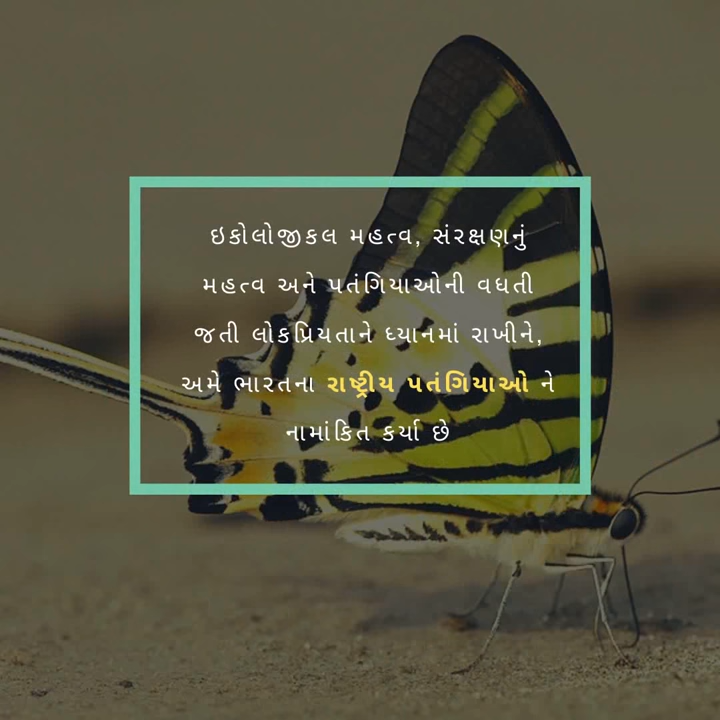 ઇકોલોજીકલ મહત્વ, સંરક્ષણનું
મહત્વ અને પતંગિયાઓની વધતી
જતી લોકપ્રિયતાને ધ્યાનમાં રાખીને,
અમે ભારતના રાષ્ટ્રીય પતંગિયાઓ ને
નામાંકિત કર્યા છે